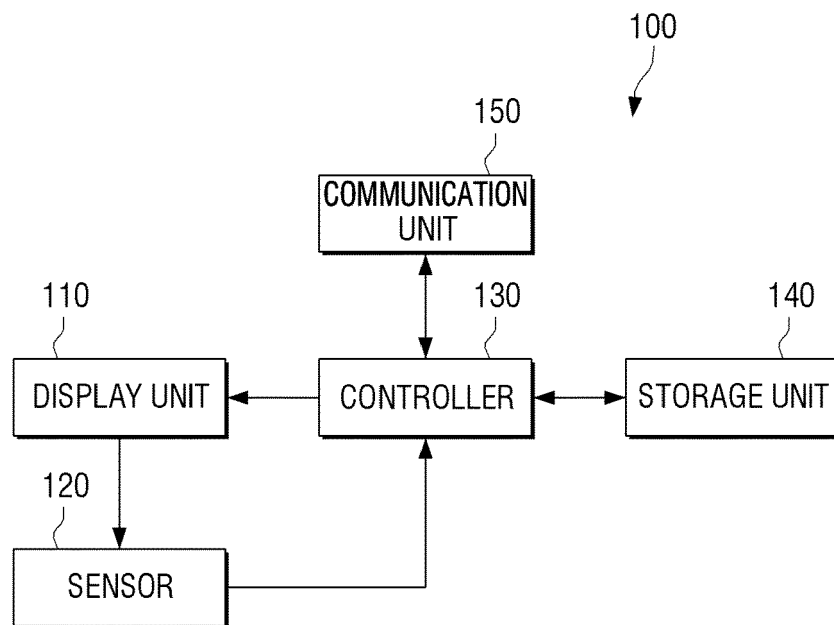 100
150
COMMUNICATION
UNIT
110
130
140
DISPLAY UNIT
CONTROLLER
STORAGE UNIT
120
SENSOR